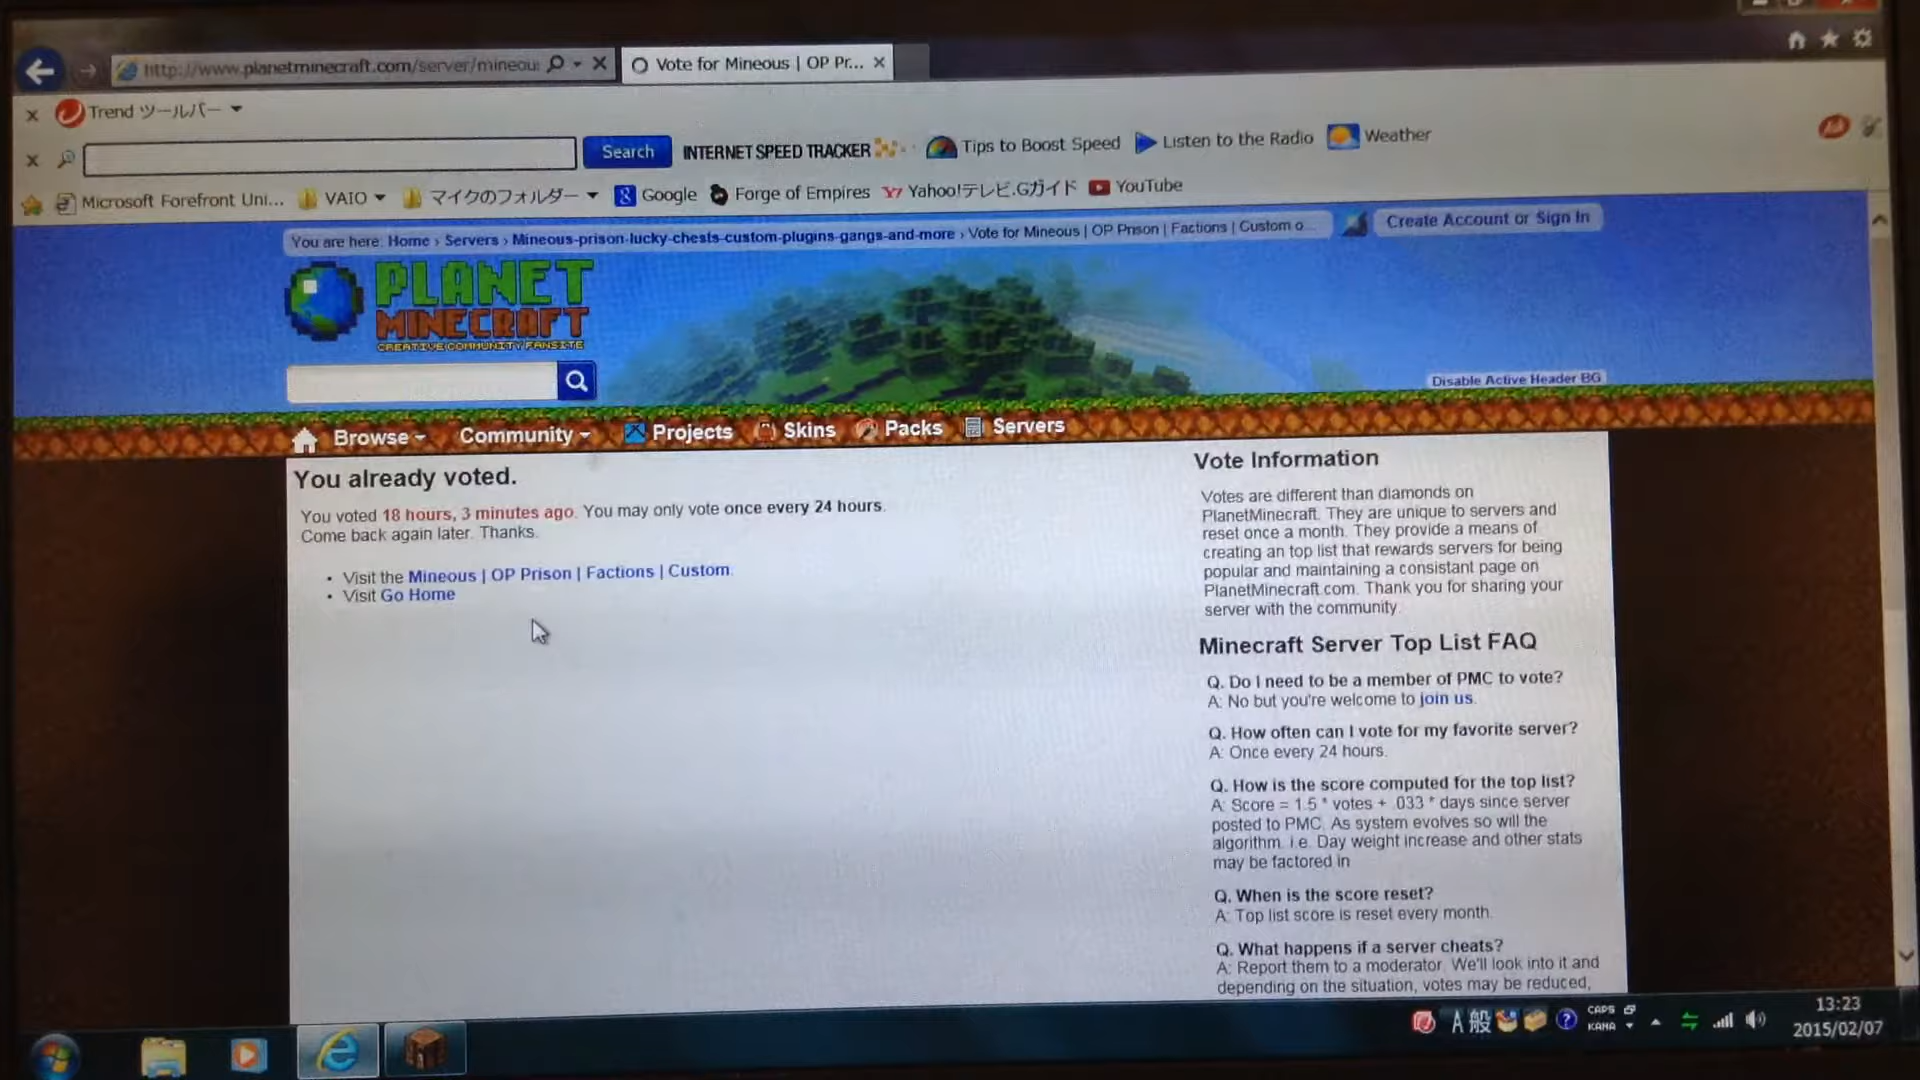 http://www.planetminecraft.com/server/mineous
Vote for Mineous | OP Pr...
Trend ツールバー
Search
INTERNET SPEED TRACKER
Tips to Boost Speed
Listen to the Radio
Weather
Microsoft Forefront Uni...
VAIO
マイクのフォルダー
Google
Forge of Empires
Yahoo!テレビ.Gガイド
YouTube
You are here: Home › Servers › Mineous-prison-lucky-chests-custom-plugins-gangs-and-more › Vote for Mineous | OP Prison | Factions | Custom o...
Create Account or Sign In
PLANET
MINECRAFT
CREATIVE COMMUNITY FANSITE
Disable Active Header BG
Browse
Community
Projects
Skins
Packs
Servers
You already voted.
You voted 18 hours, 3 minutes ago. You may only vote once every 24 hours.
Come back again later. Thanks.
• Visit the Mineous | OP Prison | Factions | Custom.
• Visit Go Home
Vote Information
Votes are different than diamonds on
PlanetMinecraft. They are unique to servers and
reset once a month. They provide a means of
creating an top list that rewards servers for being
popular and maintaining a consistant page on
PlanetMinecraft.com. Thank you for sharing your
server with the community.
Minecraft Server Top List FAQ
Q. Do I need to be a member of PMC to vote?
A: No but you're welcome to join us.
Q. How often can I vote for my favorite server?
A: Once every 24 hours.
Q. How is the score computed for the top list?
A: Score = 1.5 * votes + .033 * days since server
posted to PMC. As system evolves so will the
algorithm. i.e. Day weight increase and other stats
may be factored in
Q. When is the score reset?
A: Top list score is reset every month.
Q. What happens if a server cheats?
A: Report them to a moderator. We'll look into it and
depending on the situation, votes may be reduced,
A 般
CAPS
KANA
13:23
2015/02/07